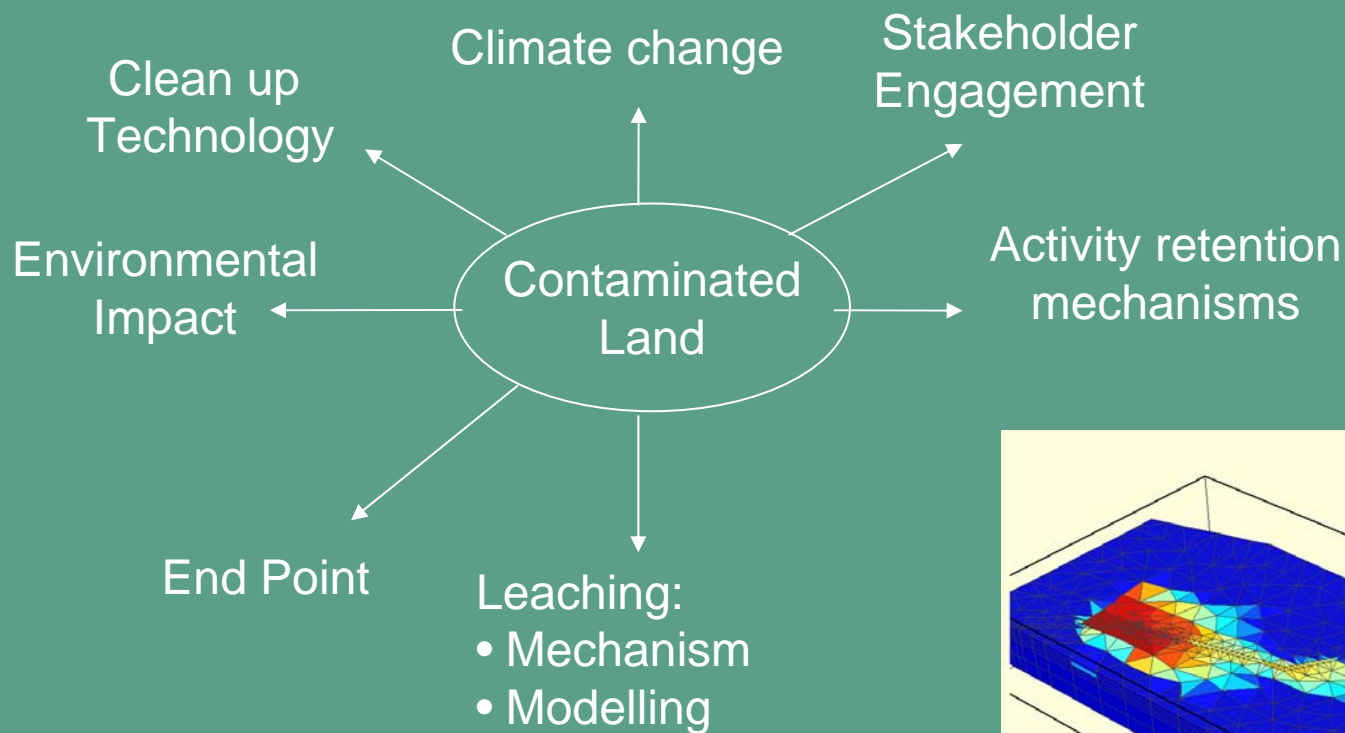 Climate change
Stakeholder
Engagement
Clean up
Technology
Environmental
Impact
Contaminated
Land
Activity retention
mechanisms
End Point
Leaching:
• Mechanism
• Modelling